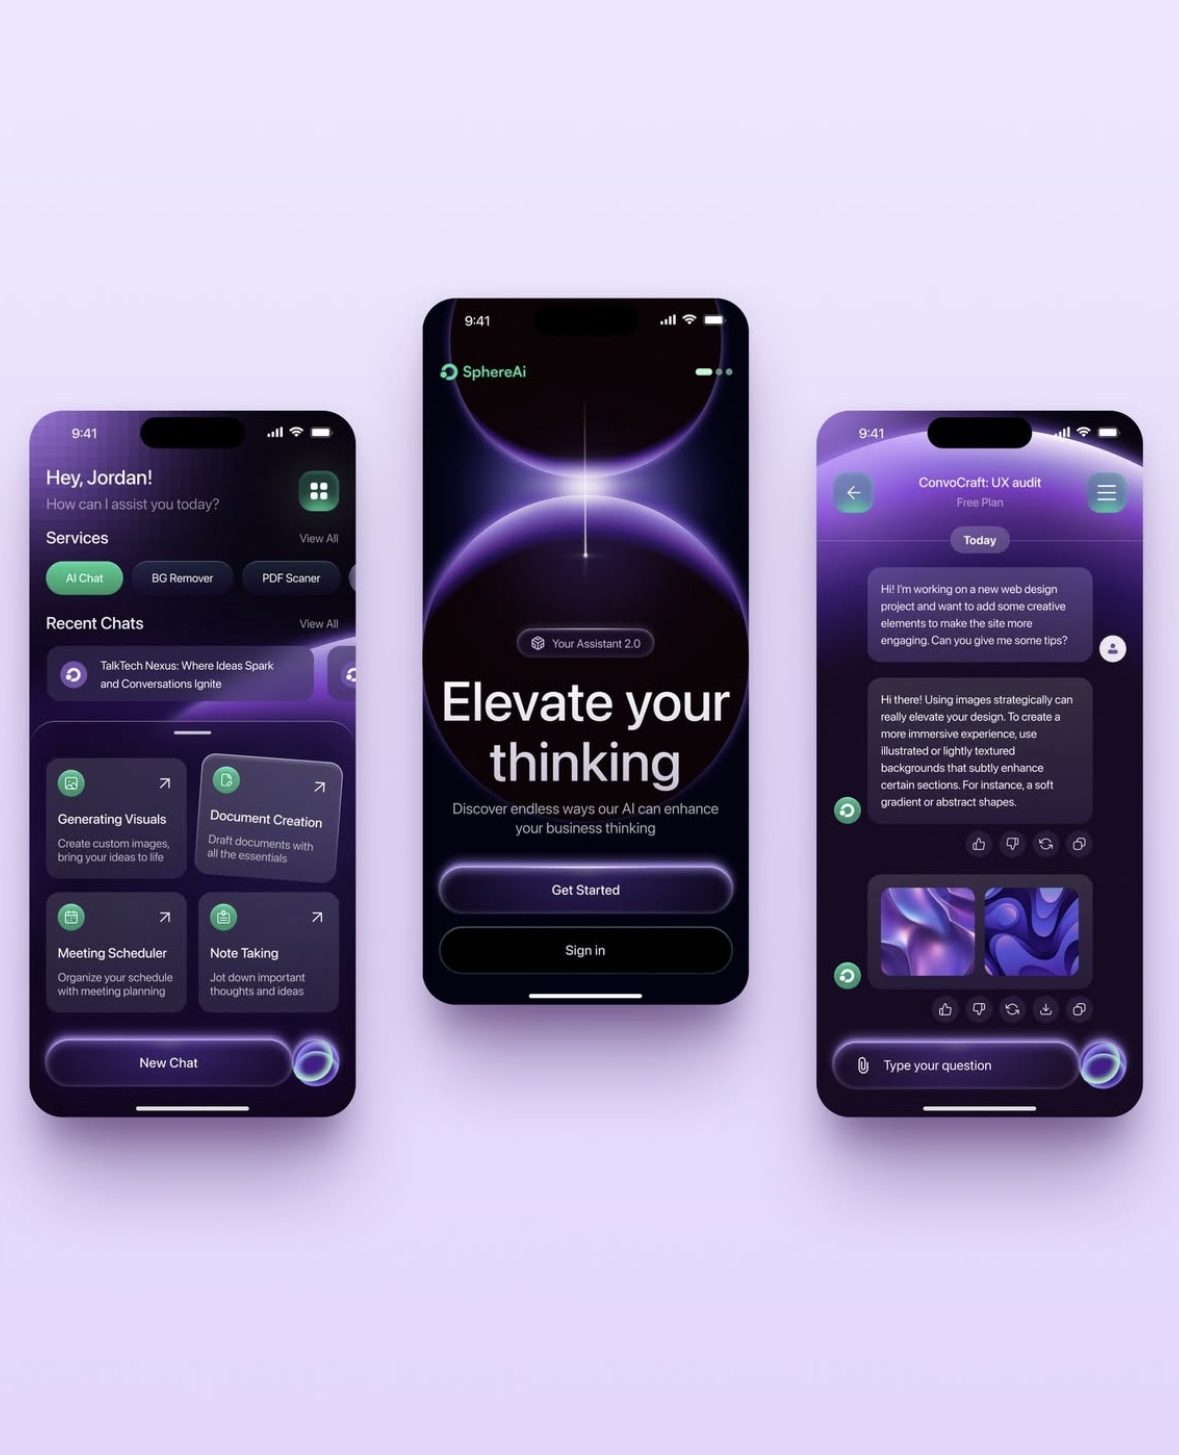 9:41
Hey, Jordan!
How can I assist you today?
Services
View All
AI Chat
BG Remover
PDF Scaner
Recent Chats
View All
TalkTech Nexus: Where Ideas Spark
and Conversations Ignite
Generating Visuals
Create custom images,
bring your ideas to life
Document Creation
Draft documents with
all the essentials
Meeting Scheduler
Organize your schedule
with meeting planning
Note Taking
Jot down important
thoughts and ideas
New Chat
9:41
SphereAi
Your Assistant 2.0
Elevate your
thinking
Discover endless ways our AI can enhance
your business thinking
Get Started
Sign in
9:41
ConvoCraft: UX audit
Free Plan
Today
Hi! I'm working on a new web design
project and want to add some creative
elements to make the site more
engaging. Can you give me some tips?
Hi there! Using images strategically can
really elevate your design. To create a
more immersive experience, use
illustrated or lightly textured
backgrounds that subtly enhance
certain sections. For instance, a soft
gradient or abstract shapes.
Type your question